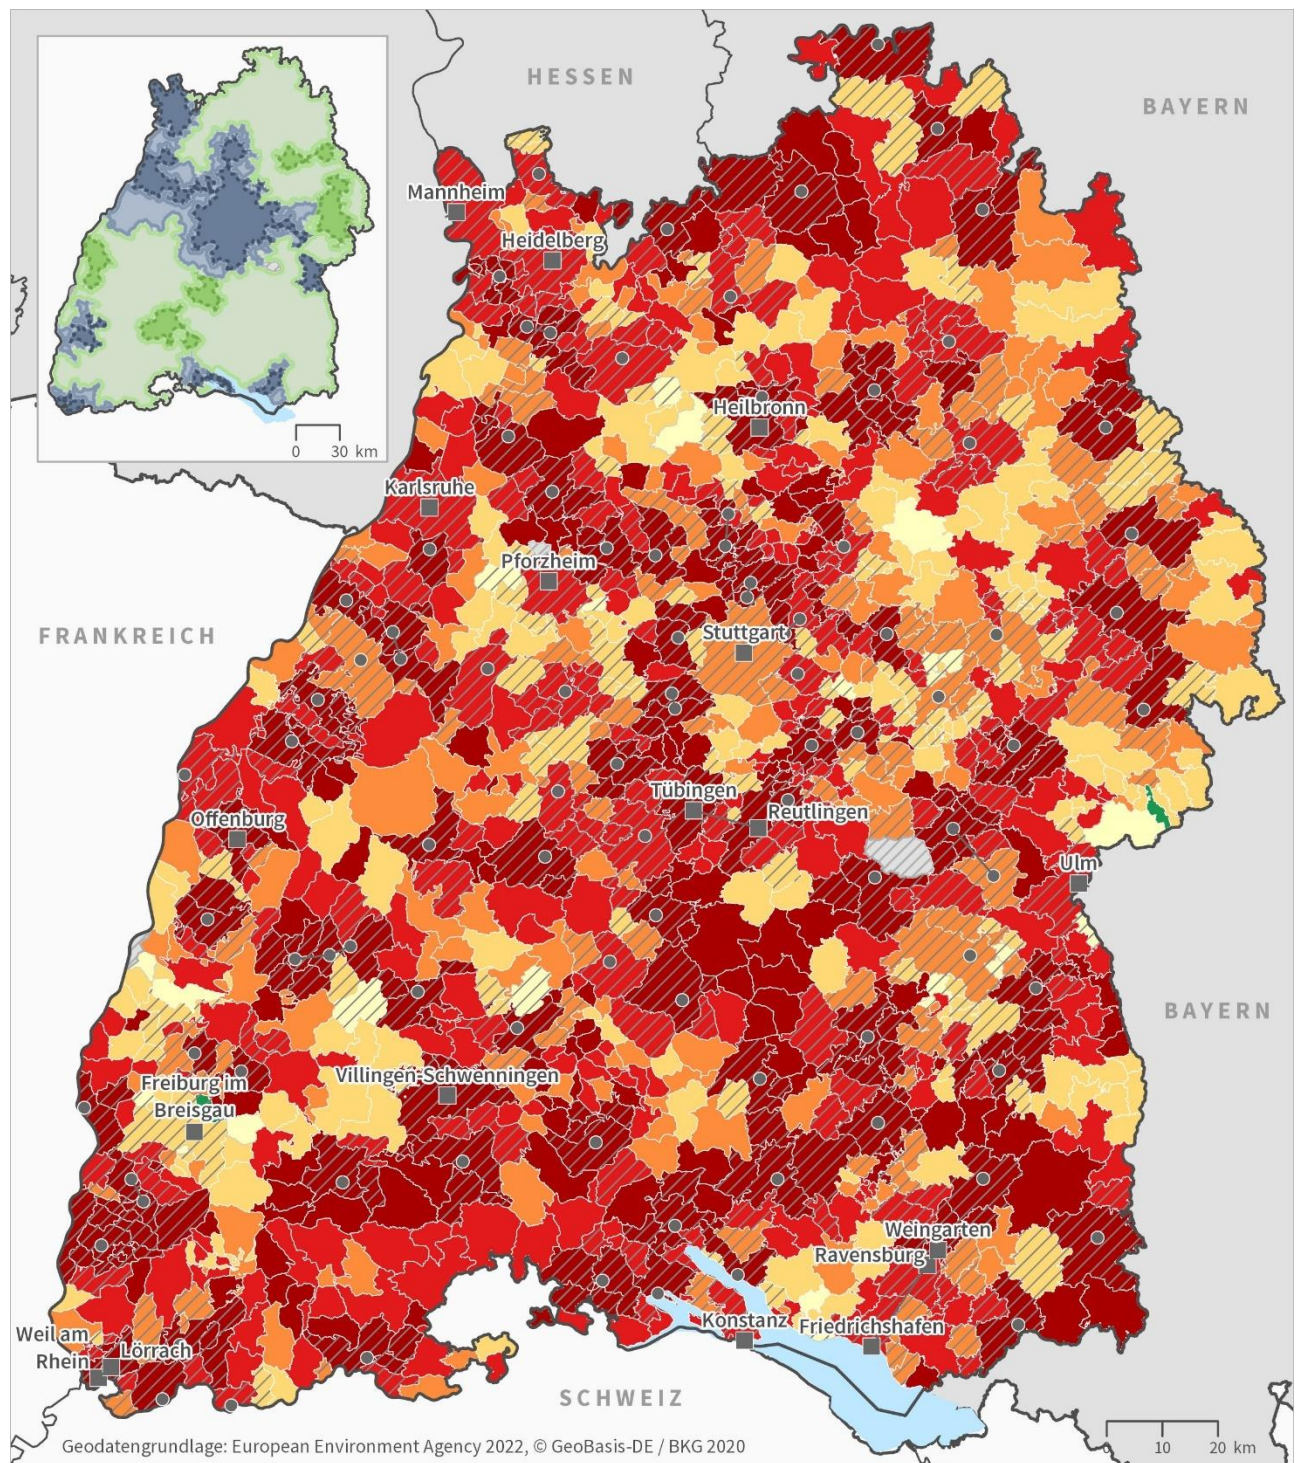 HESSEN
BAYERN
Mannheim
Heidelberg
0 30 km
Heilbronn
Karlsruhe
Pforzheim
FRANKREICH
Stuttgart
Tübingen
Reutlingen
Offenburg
Ulm
BAYERN
Villingen-Schwenningen
Freiburg im
Breisgau
Weingarten
Ravensburg
Konstanz
Friedrichshafen
Weil am
Rhein
Lörrach
SCHWEIZ
Geodatengrundlage: European Environment Agency 2022, © GeoBasis-DE / BKG 2020
10 20 km